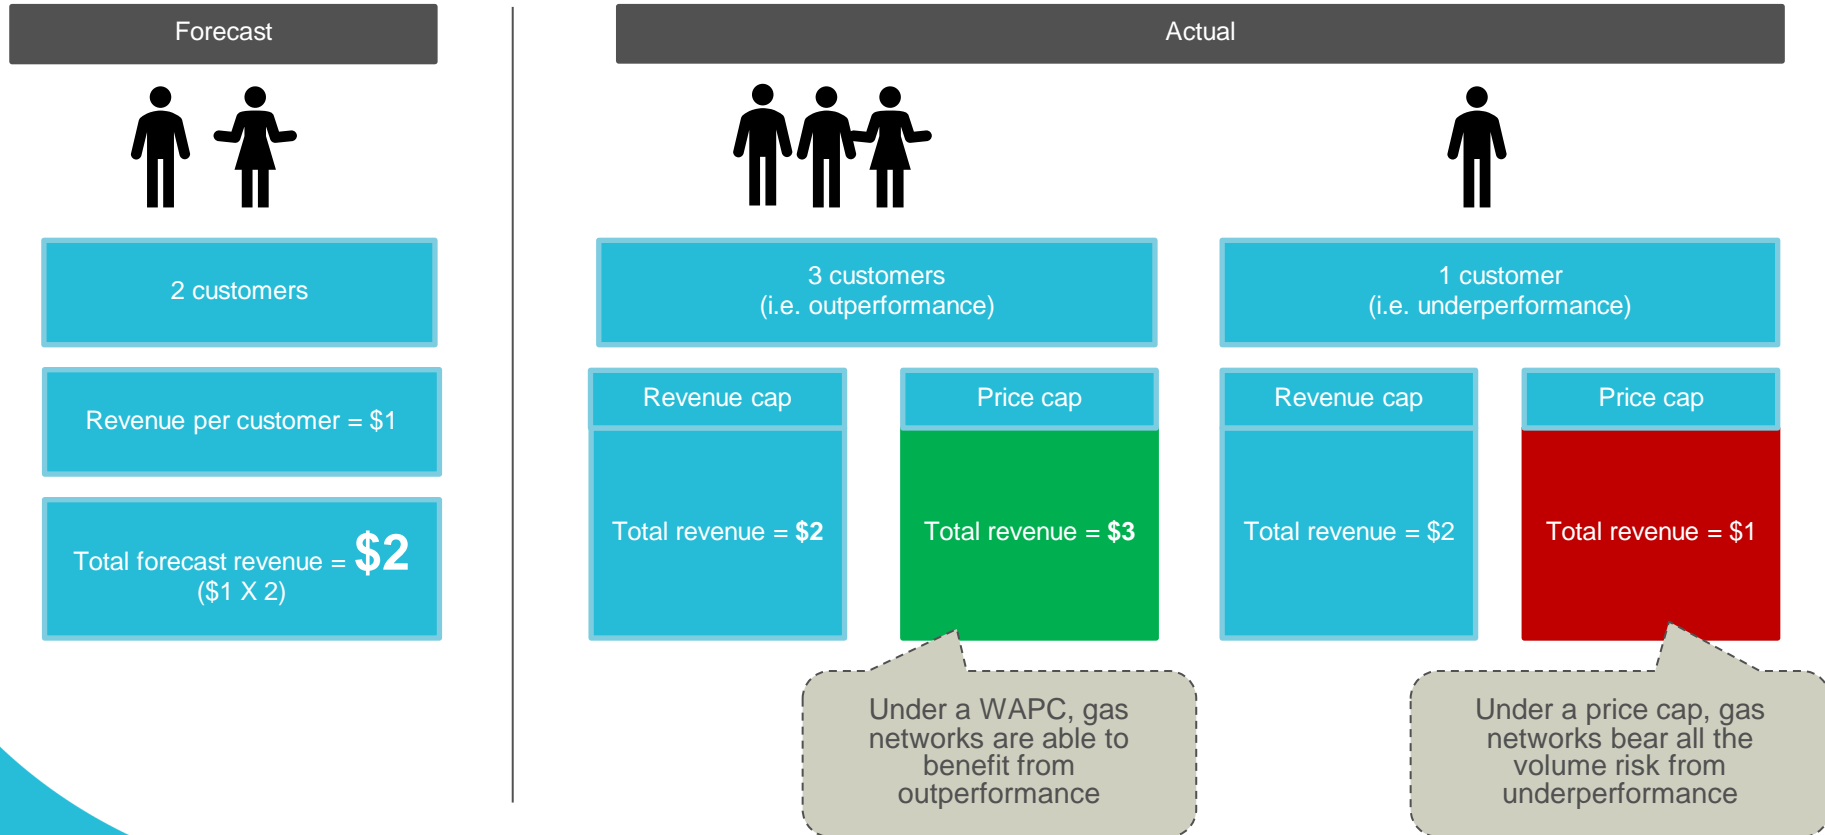 Forecast
2 customers
Revenue per customer = $1
Total forecast revenue = $2
($1 X 2)
Actual
3 customers
(i.e. outperformance)
Revenue cap
Total revenue = $2
Price cap
Total revenue = $3
Under a WAPC, gas
networks are able to
benefit from
outperformance
1 customer
(i.e. underperformance)
Revenue cap
Total revenue = $2
Price cap
Total revenue = $1
Under a price cap, gas
networks bear all the
volume risk from
underperformance